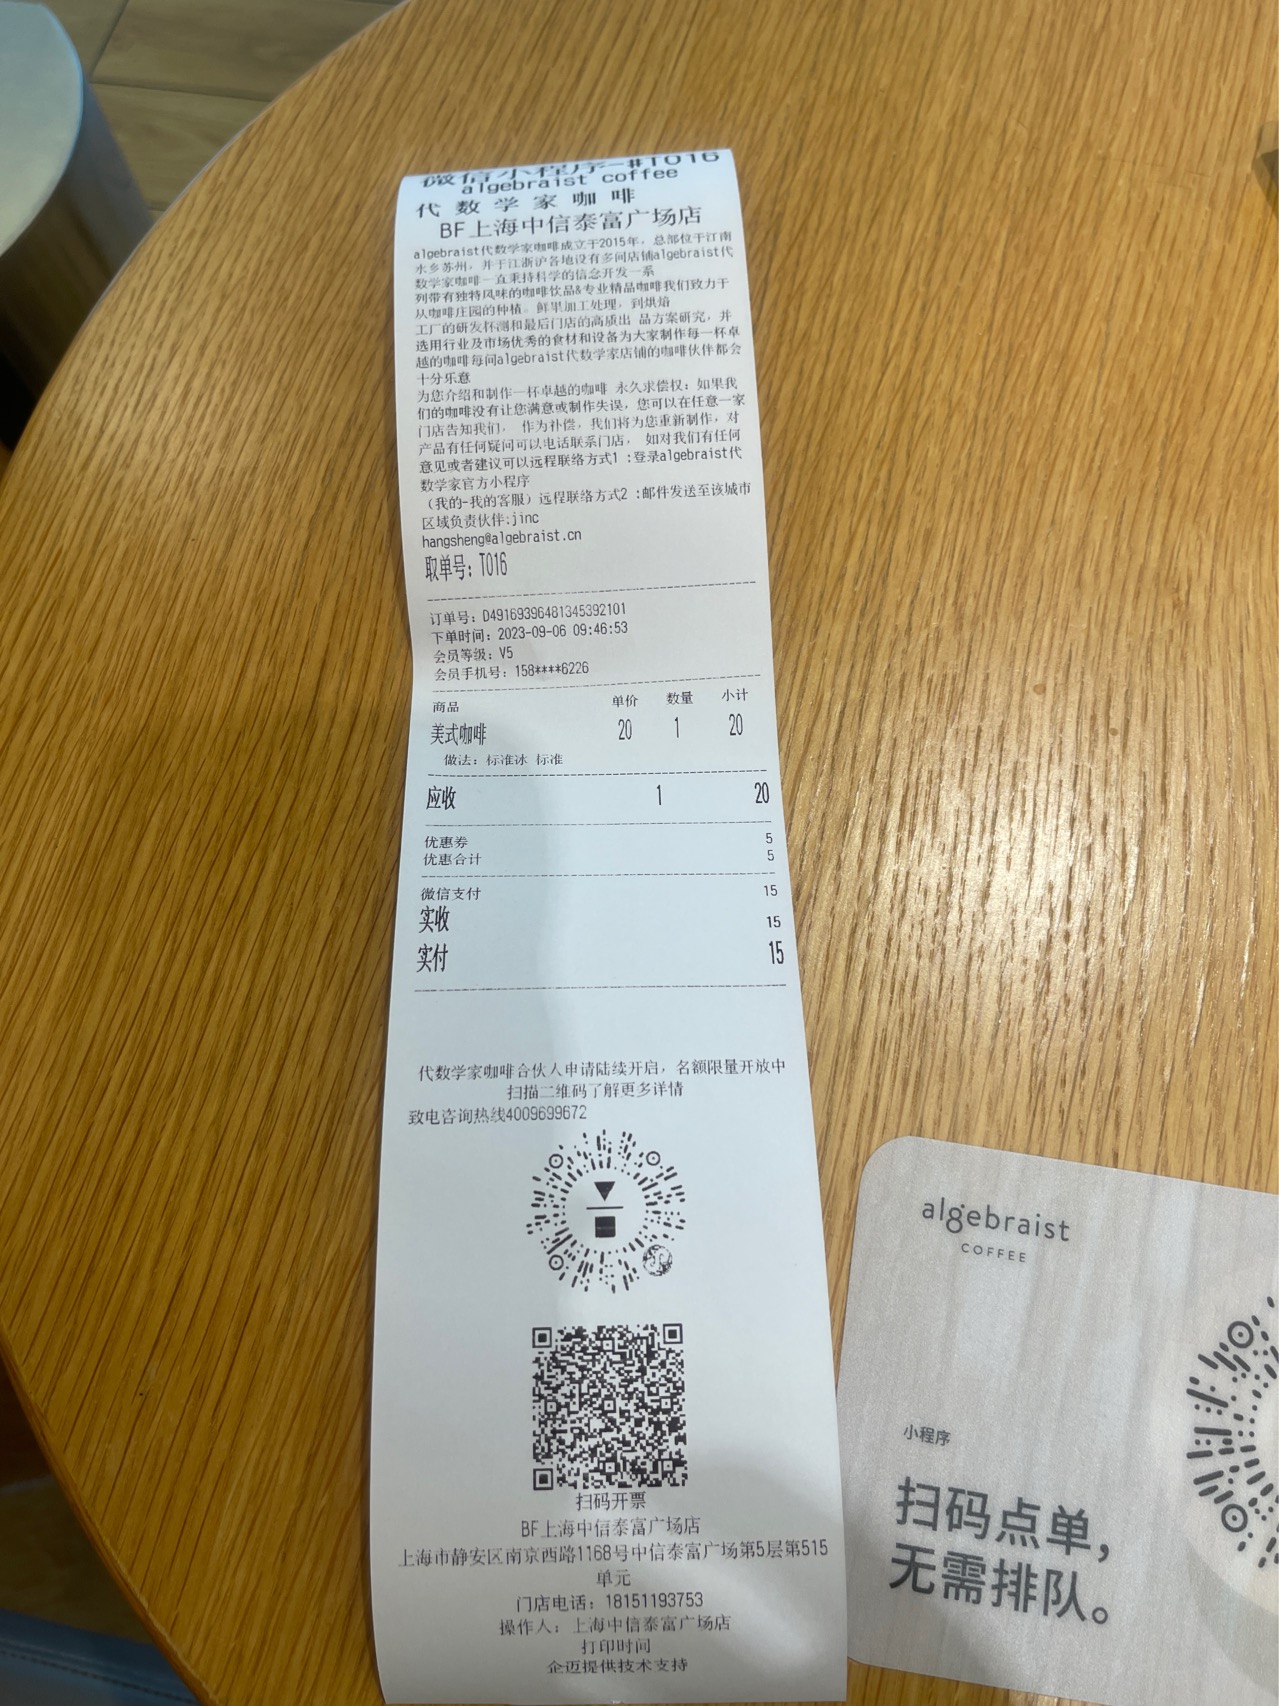 微信小程序-#T016
algebraist coffee
代数学家咖啡
BF上海中信泰富广场店
algebraist代数学家咖啡成立于2015年，总部位于江南
水乡苏州，并于江浙沪各地设有多间店铺algebraist代
数学家咖啡一直秉持科学的信念开发一系
列带有独特风味的咖啡饮品&专业精品咖啡我们致力于
从咖啡庄园的种植。鲜果加工处理，到烘焙
工厂的研发杯测和最后门店的高质出 品方案研究，并
选用行业及市场优秀的食材和设备为大家制作每一杯卓
越的咖啡每间algebraist代数学家店铺的咖啡伙伴都会
十分乐意
为您介绍和制作一杯卓越的咖啡 永久求偿权：如果我
们的咖啡没有让您满意或制作失误，您可以在任意一家
门店告知我们， 作为补偿，我们将为您重新制作，对
产品有任何疑问可以电话联系门店， 如对我们有任何
意见或者建议可以远程联络方式1 :登录algebraist代
数学家官方小程序
（我的-我的客服）远程联络方式2 :邮件发送至该城市
区域负责伙伴:jinc
hangsheng@algebraist.cn
取单号：T016
订单号：D49169396481345392101
下单时间：2023-09-06 09:46:53
会员等级：V5
会员手机号：158****6226
商品 单价 数量 小计
美式咖啡 20 1 20
做法：标准冰 标准
应收 1 20
优惠券 5
优惠合计 5
微信支付 15
实收 15
实付 15
代数学家咖啡合伙人申请陆续开启，名额限量开放中
扫描二维码了解更多详情
致电咨询热线4009699672
扫码开票
BF上海中信泰富广场店
上海市静安区南京西路1168号中信泰富广场第5层第515
单元
门店电话：18151193753
操作人：上海中信泰富广场店
打印时间
企迈提供技术支持
algebraist
COFFEE
小程序
扫码点单，
无需排队。